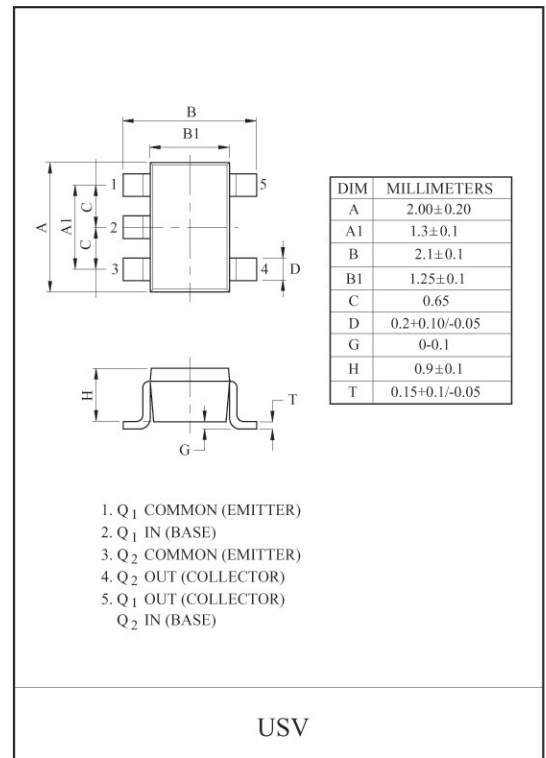 B
B1
1
5
A
A1
C
2
C
3
4
D
DIM MILLIMETERS
A 2.00±0.20
A1 1.3±0.1
B 2.1±0.1
B1 1.25±0.1
C 0.65
D 0.2+0.10/-0.05
G 0-0.1
H 0.9±0.1
T 0.15+0.1/-0.05
H
T
G
1. Q1 COMMON (EMITTER)
2. Q1 IN (BASE)
3. Q2 COMMON (EMITTER)
4. Q2 OUT (COLLECTOR)
5. Q1 OUT (COLLECTOR)
Q2 IN (BASE)
USV